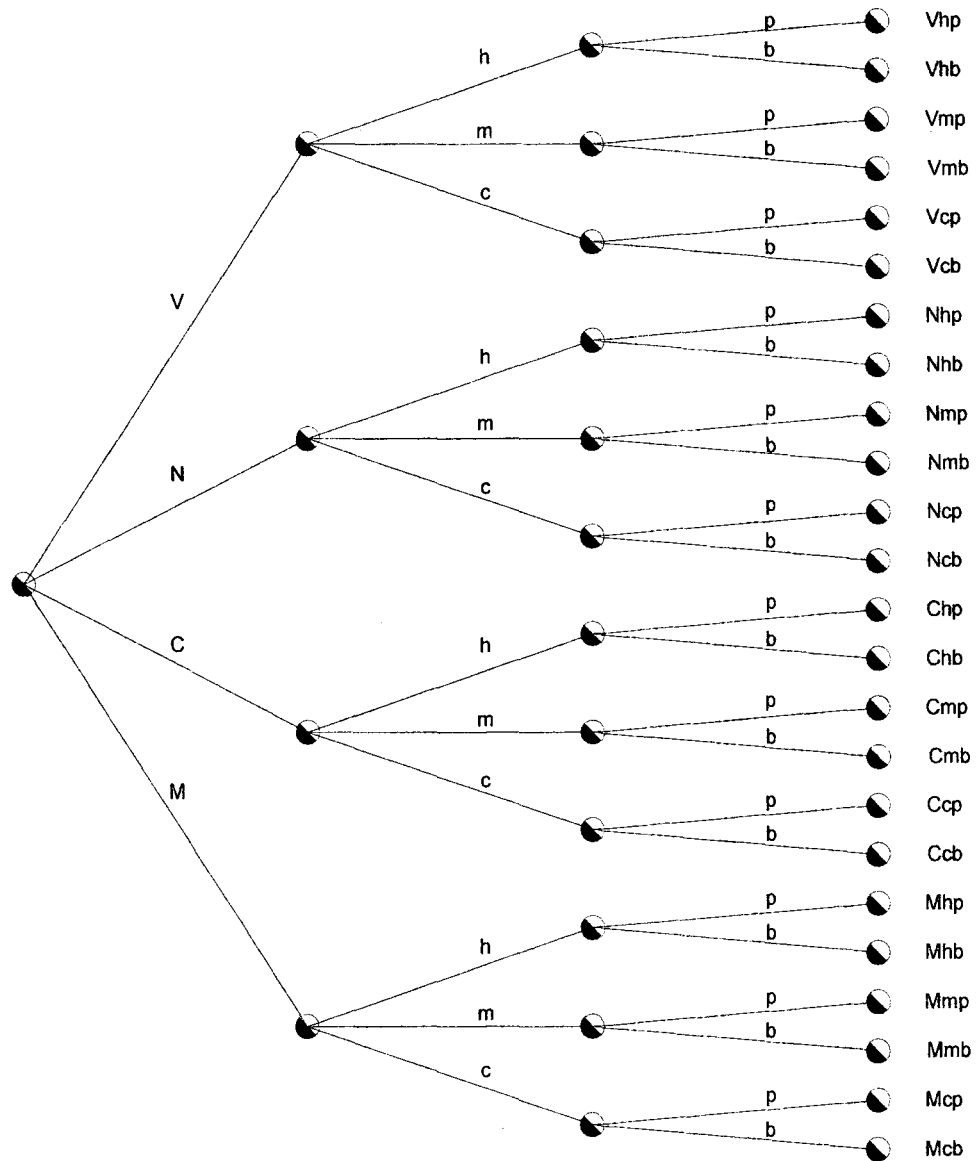 p Vhp
h b Vhb
m p Vmp
b Vmb
c p Vcp
b Vcb
V
p Nhp
h b Nhb
m p Nmp
N b Nmb
c p Ncp
b Ncb
p Chp
C h b Chb
m p Cmp
b Cmb
c p Ccp
M b Ccb
p Mhp
h b Mhb
m p Mmp
b Mmb
c p Mcp
b Mcb